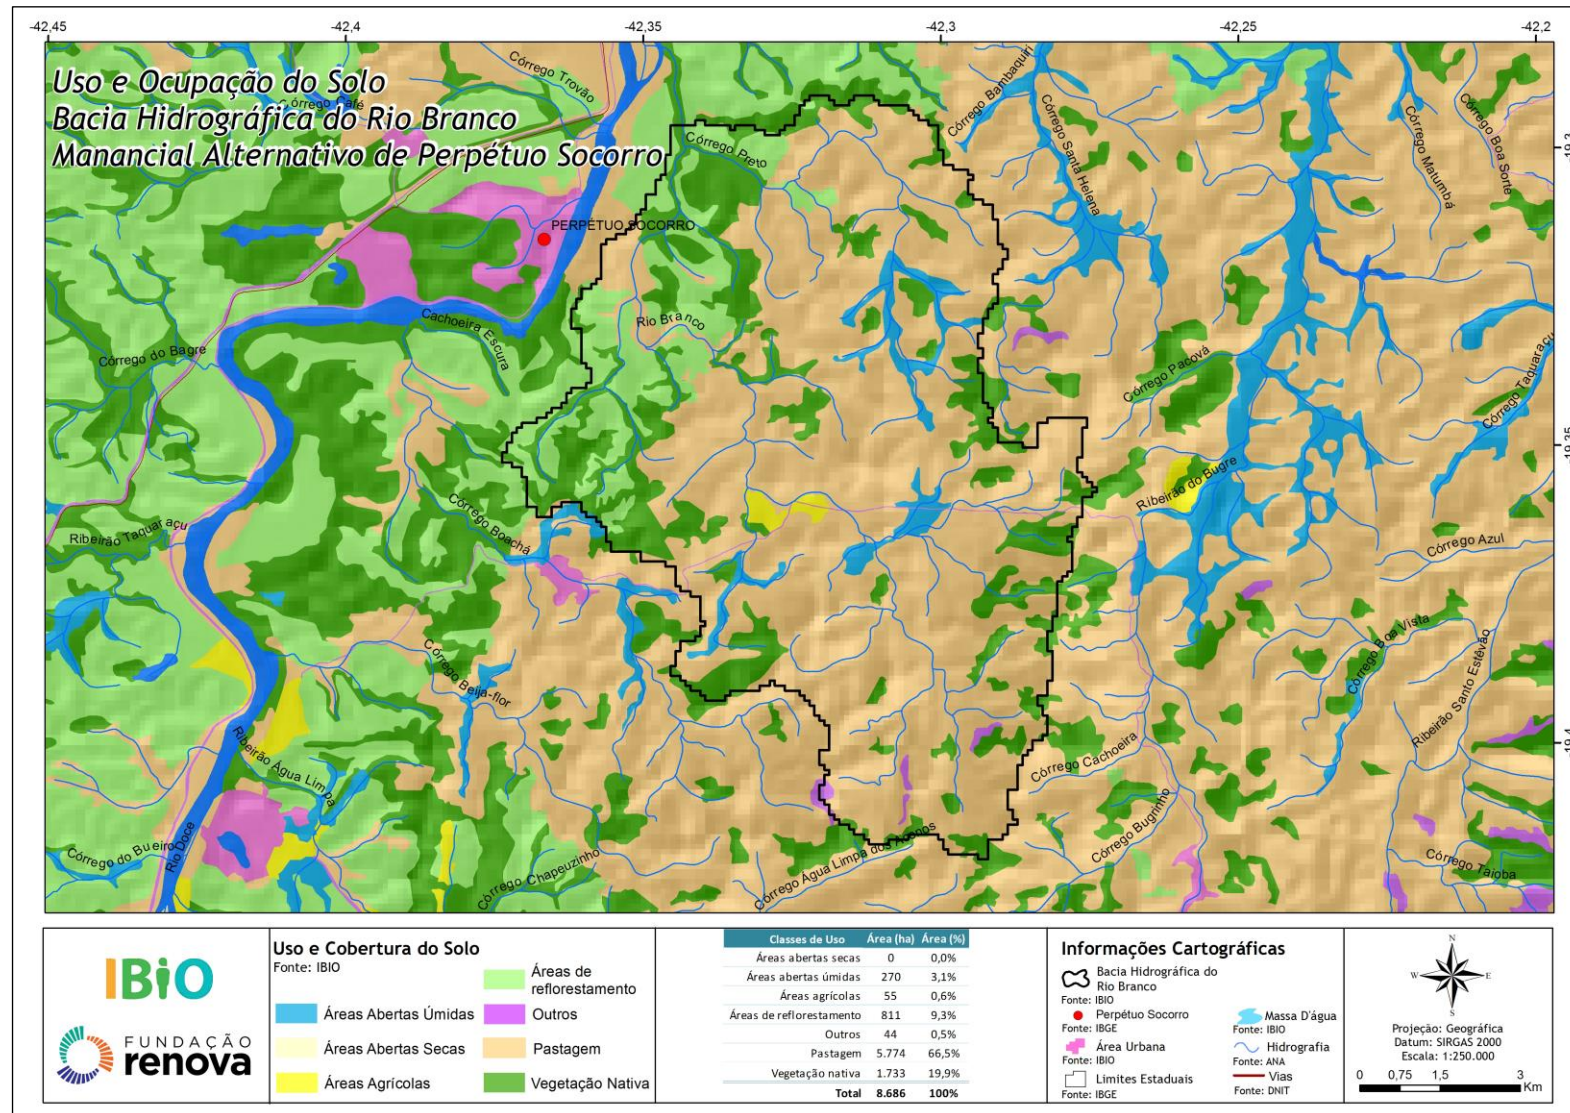 -42,45
-42,4
-42,35
-42,3
-42,25
-42,2
Uso e Ocupação do Solo
Bacia Hidrográfica do Rio Branco
Manancial Alternativo de Perpétuo Socorro
Córrego Trovão
Córrego Café
Córrego Preto
Córrego Bambaquiri
Córrego Santa Helena
Córrego Matumbá
Córrego Boa Sorte
PERPÉTUO SOCORRO
Rio Branco
Cachoeira Escura
Córrego do Bagre
Córrego Pacová
Córrego Taquaraçu
Ribeirão do Bugre
Córrego Boachá
Ribeirão Taquaraçu
Córrego Azul
Córrego Beija-flor
Córrego Boa Vista
Ribeirão Santo Estêvão
Ribeirão Água Limpa
Córrego Cachoeira
Córrego Bugrinho
Rio Doce
Córrego do Bueiro
Córrego Chapeuzinho
Córrego Água Limpa dos
Córrego Taioba
IBiO
FUNDAÇÃO
renova
Uso e Cobertura do Solo
Fonte: IBIO
Áreas Abertas Úmidas
Áreas Abertas Secas
Áreas Agrícolas
Áreas de
reflorestamento
Outros
Pastagem
Vegetação Nativa
Classes de Uso Área (ha) Área (%)
Áreas abertas secas 0 0,0%
Áreas abertas úmidas 270 3,1%
Áreas agrícolas 55 0,6%
Áreas de reflorestamento 811 9,3%
Outros 44 0,5%
Pastagem 5.774 66,5%
Vegetação nativa 1.733 19,9%
Total 8.686 100%
Informações Cartográficas
Bacia Hidrográfica do
Rio Branco
Fonte: IBIO
Perpétuo Socorro
Fonte: IBGE
Área Urbana
Fonte: IBIO
Limites Estaduais
Fonte: IBGE
Massa D'água
Fonte: IBIO
Hidrografia
Fonte: ANA
Vias
Fonte: DNIT
N
W
E
S
Projeção: Geográfica
Datum: SIRGAS 2000
Escala: 1:250.000
0 0,75 1,5 3
Km